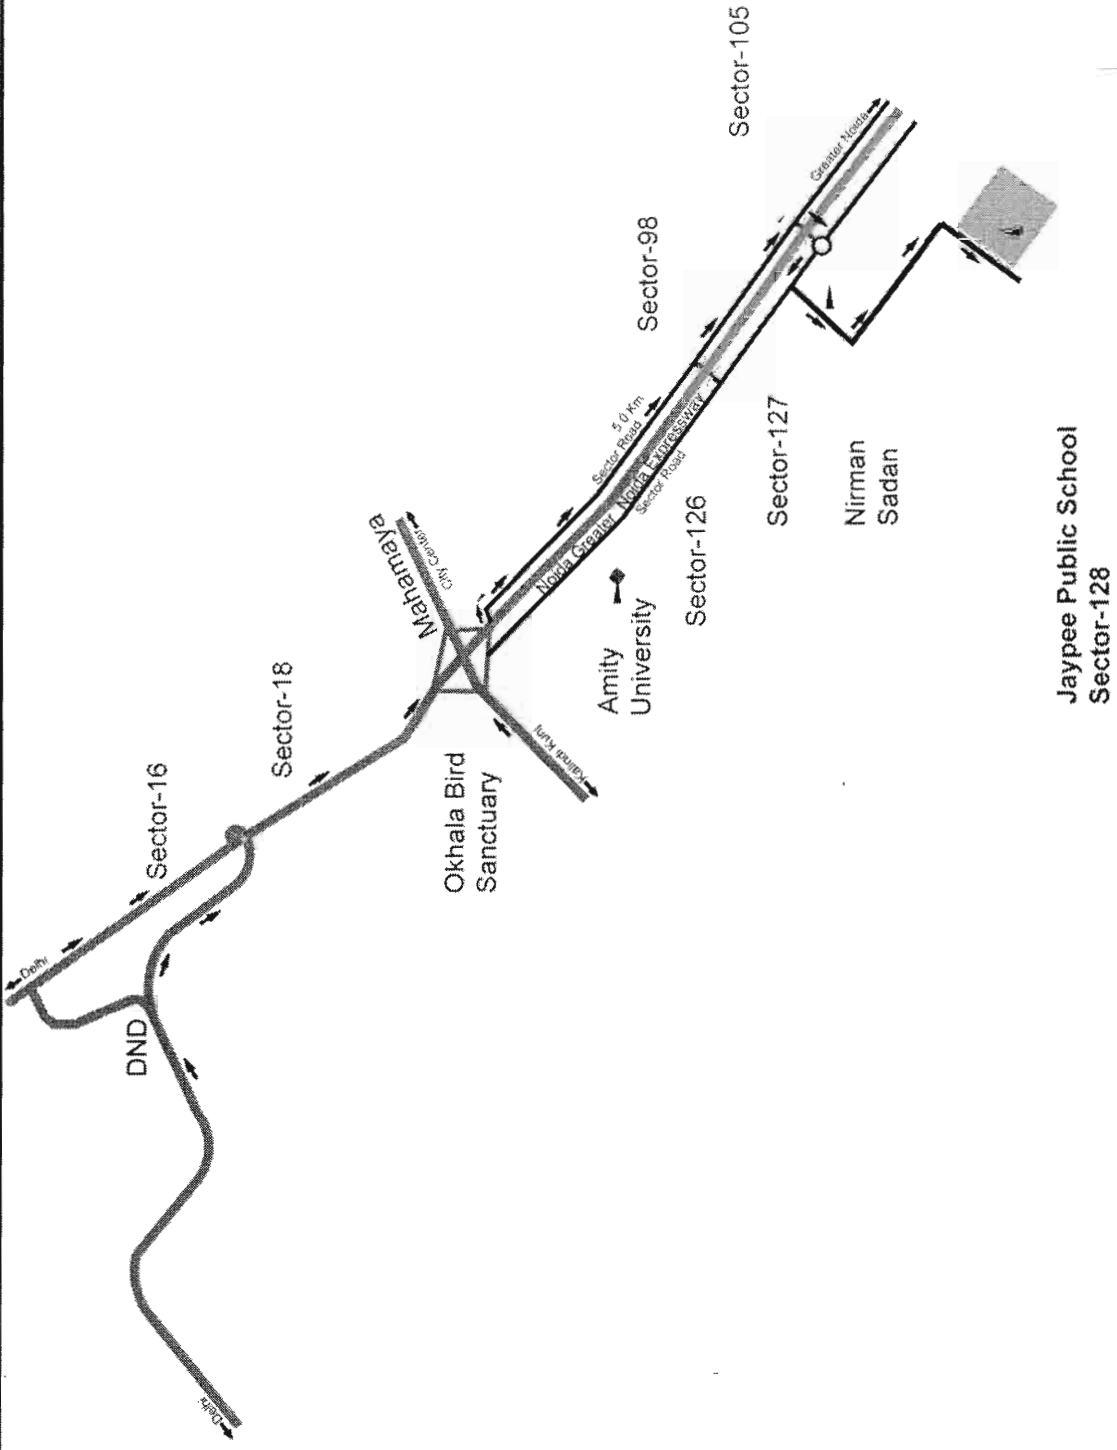 Delhi
DND
Delhi
Sector-16
Sector-18
Okhala Bird
Sanctuary
Mahamaya
City Center
Kalindi Kunj
Amity
University
Noida Greater Noida Expressway
Sector Road
5.0 Km
Sector Road
Sector-126
Sector-98
Sector-127
Nirman
Sadan
Sector-105
Greater Noida
Jaypee Public School
Sector-128